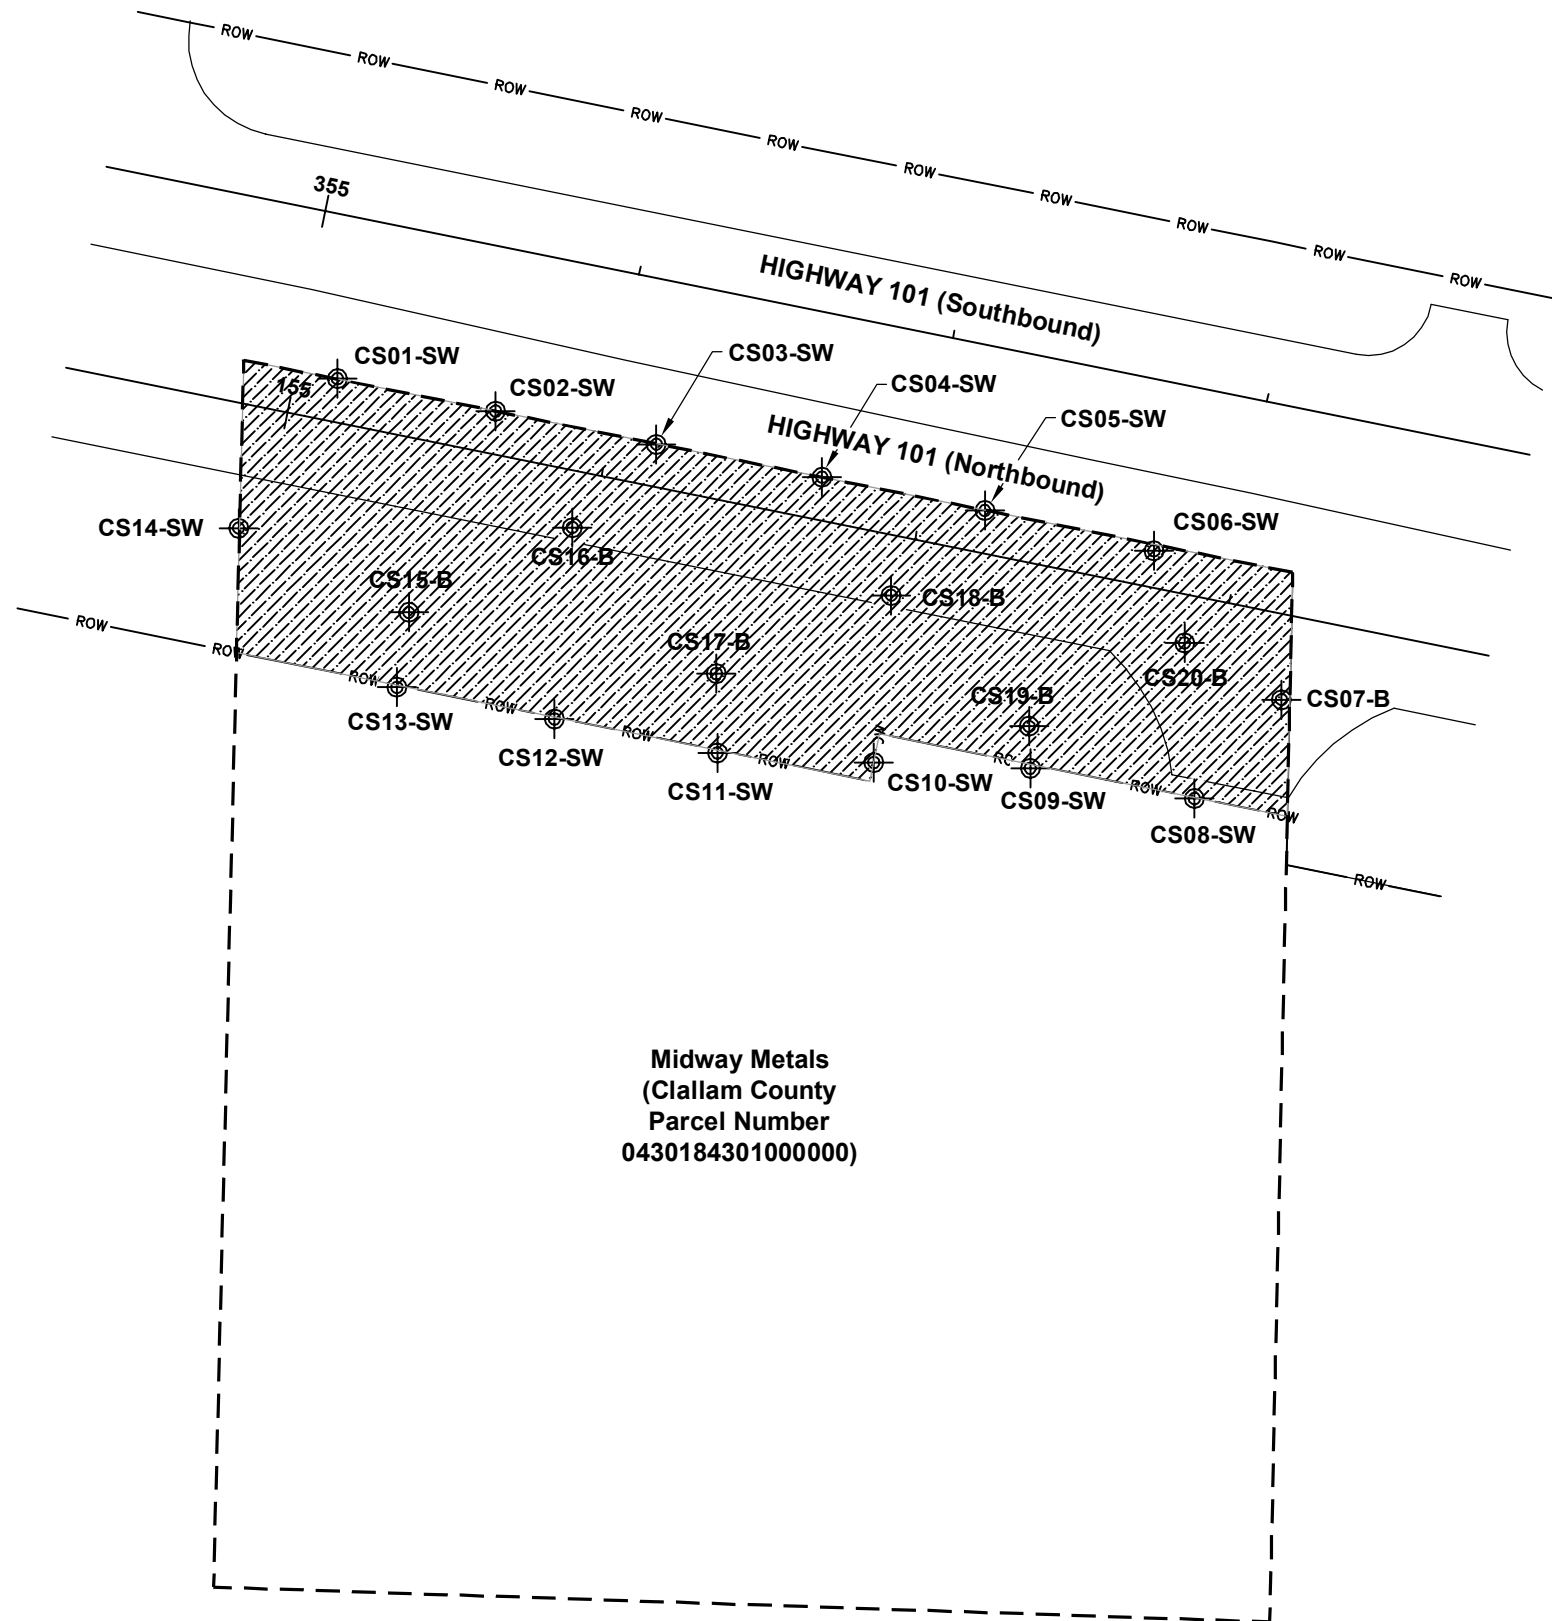 ROW
ROW
ROW
ROW
ROW
ROW
ROW
ROW
ROW
ROW
355
HIGHWAY 101 (Southbound)
CS01-SW
CS02-SW
CS03-SW
CS04-SW
CS05-SW
155
HIGHWAY 101 (Northbound)
CS06-SW
CS14-SW
CS16-B
CS15-B
CS18-B
CS17-B
CS20-B
CS19-B
CS07-B
ROW
ROW
ROW
ROW
ROW
ROW
CS13-SW
CS12-SW
CS11-SW
CS10-SW
CS09-SW
ROW
CS08-SW
ROW
ROW
Midway Metals
(Clallam County
Parcel Number
0430184301000000)